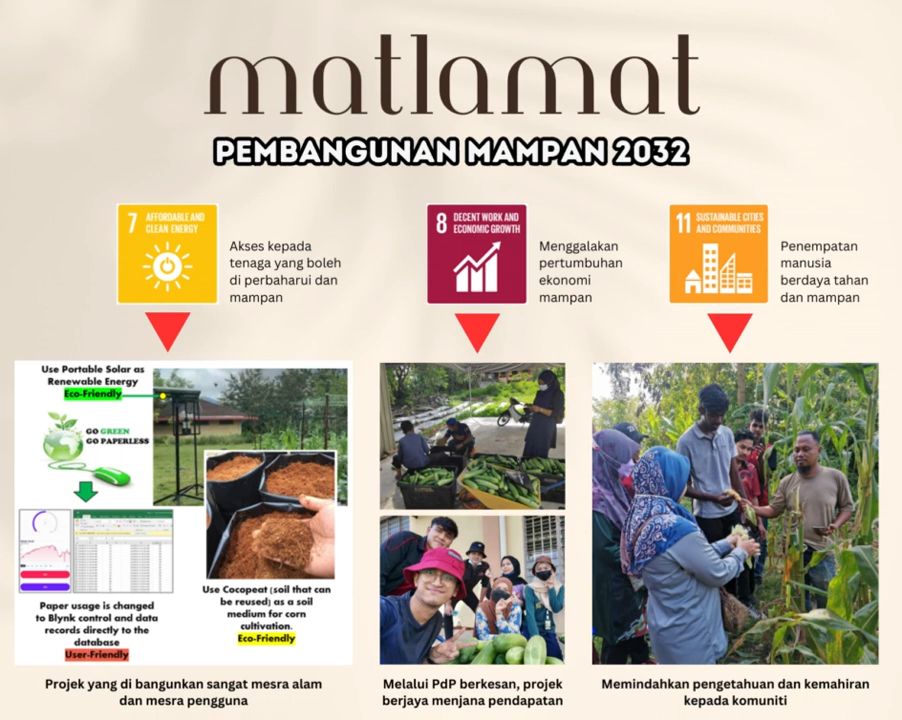 matlamat
PEMBANGUNAN MAMPAN 2032
7 AFFORDABLE AND
CLEAN ENERGY
Akses kepada
tenaga yang boleh
di perbaharui dan
mampan
8 DECENT WORK AND
ECONOMIC GROWTH
Menggalakan
pertumbuhan
ekonomi
mampan
11 SUSTAINABLE CITIES
AND COMMUNITIES
Penempatan
manusia
berdaya tahan
dan mampan
Use Portable Solar as
Renewable Energy
Eco-Friendly
GO GREEN
GO PAPERLESS
Paper usage is changed
to Blynk control and data
records directly to the
database
User-Friendly
Use Cocopeat (soil that can
be reused) as a soil
medium for corn
cultivation.
Eco-Friendly
Projek yang di bangunkan sangat mesra alam
dan mesra pengguna
Melalui PdP berkesan, projek
berjaya menjana pendapatan
Memindahkan pengetahuan dan kemahiran
kepada komuniti